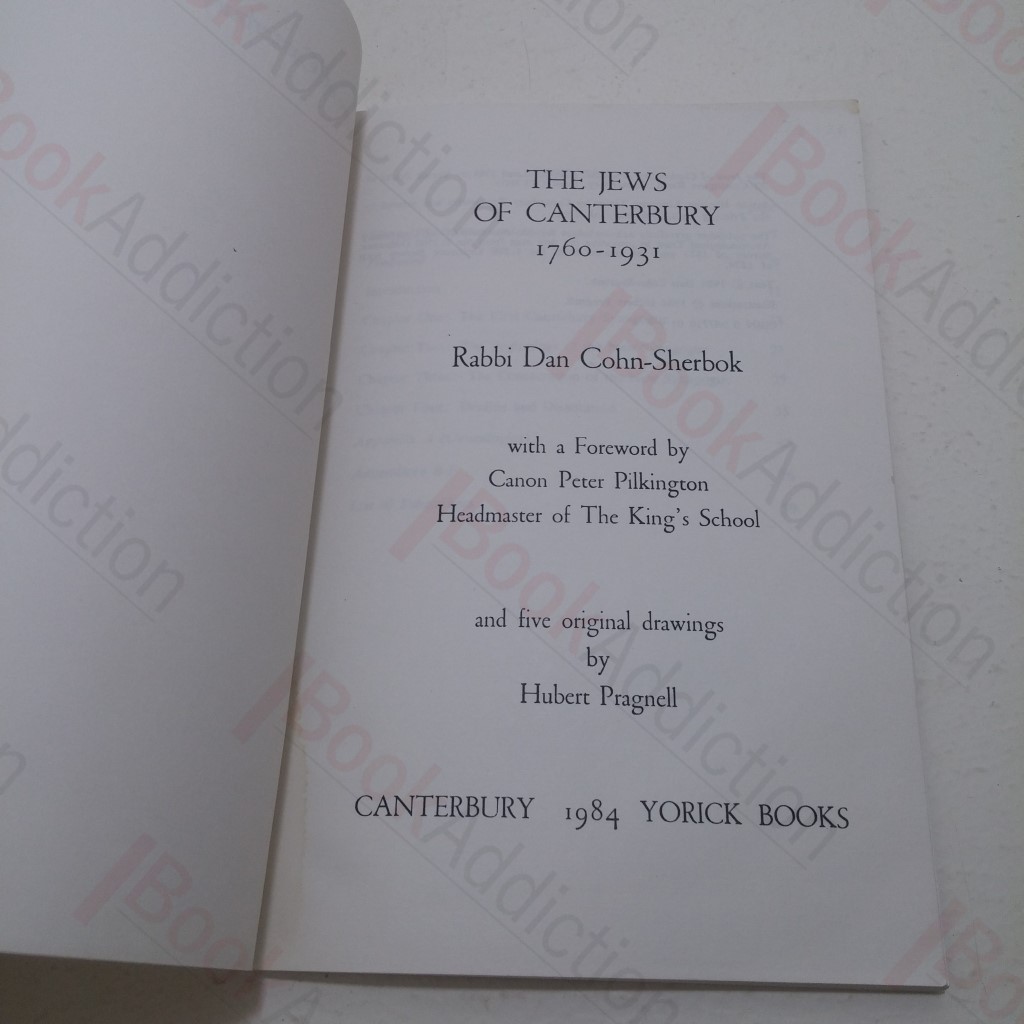 THE JEWS
OF CANTERBURY
1760-1931
Rabbi Dan Cohn-Sherbok
with a Foreword by
Canon Peter Pilkington
Headmaster of The King's School
and five original drawings
by
Hubert Pragnell
CANTERBURY 1984 YORICK BOOKS
BookAddiction